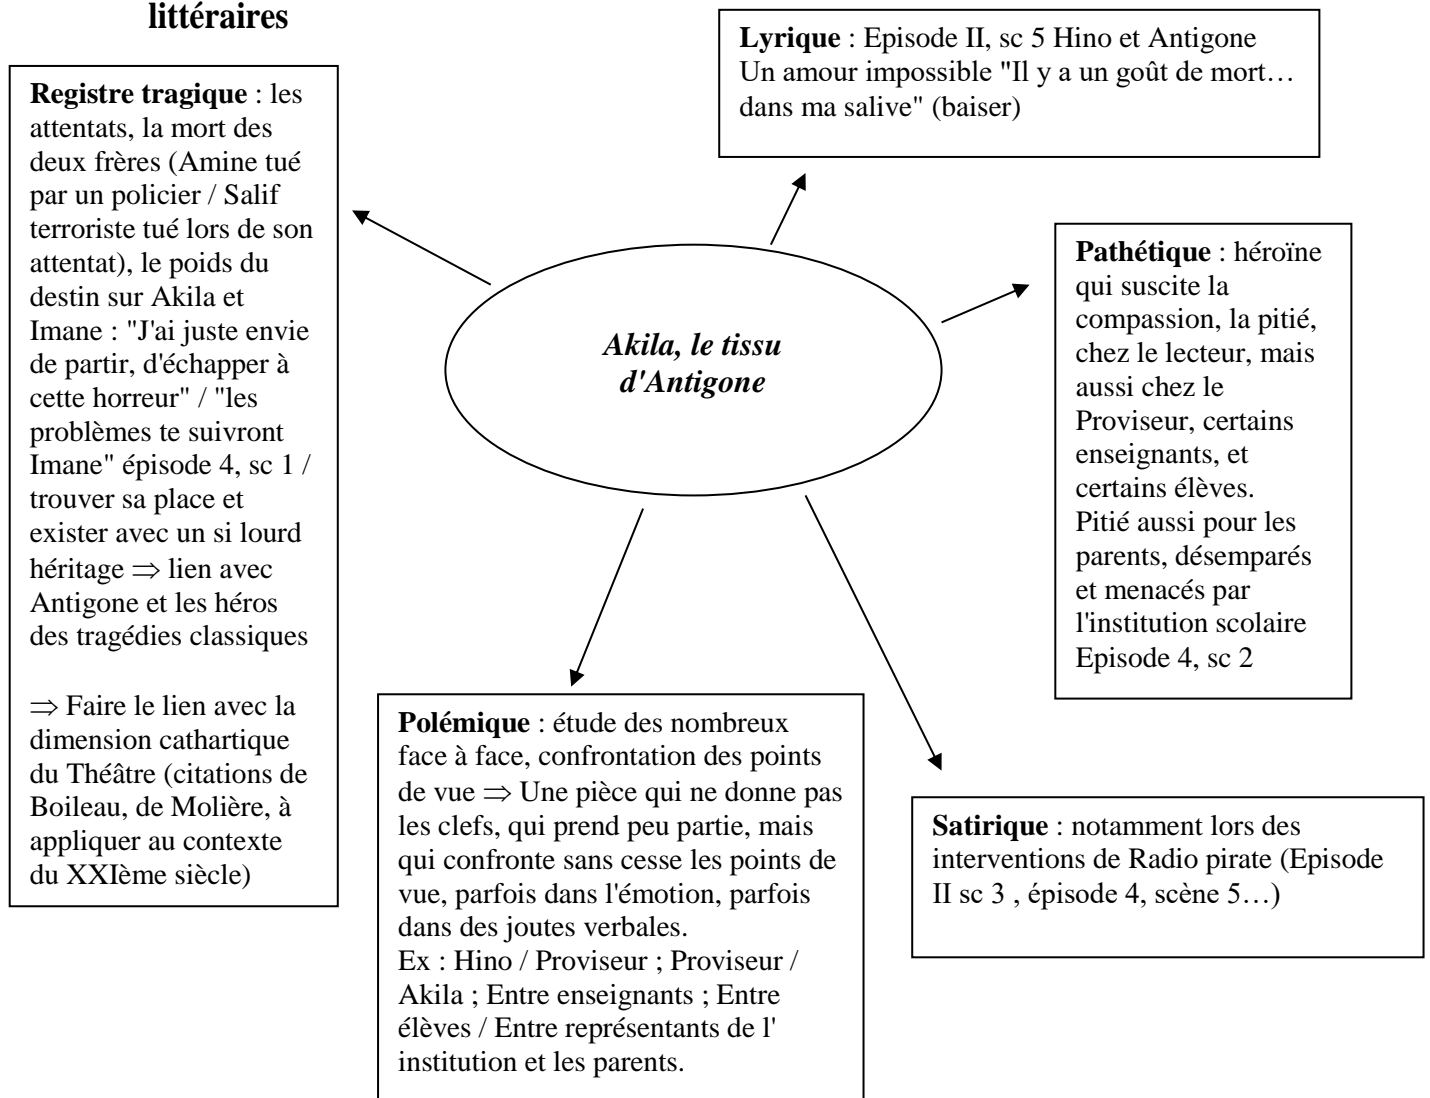 littéraires
Lyrique : Episode II, sc 5 Hino et Antigone
Un amour impossible "Il y a un goût de mort…
dans ma salive" (baiser)
Registre tragique : les
attentats, la mort des
deux frères (Amine tué
par un policier / Salif
terroriste tué lors de son
attentat), le poids du
destin sur Akila et
Imane : "J'ai juste envie
de partir, d'échapper à
cette horreur" / "les
problèmes te suivront
Imane" épisode 4, sc 1 /
trouver sa place et
exister avec un si lourd
héritage ⇒ lien avec
Antigone et les héros
des tragédies classiques
⇒ Faire le lien avec la
dimension cathartique
du Théâtre (citations de
Boileau, de Molière, à
appliquer au contexte
du XXIème siècle)
Akila, le tissu
d'Antigone
Pathétique : héroïne
qui suscite la
compassion, la pitié,
chez le lecteur, mais
aussi chez le
Proviseur, certains
enseignants, et
certains élèves.
Pitié aussi pour les
parents, désemparés
et menacés par
l'institution scolaire
Episode 4, sc 2
Polémique : étude des nombreux
face à face, confrontation des points
de vue ⇒ Une pièce qui ne donne pas
les clefs, qui prend peu partie, mais
qui confronte sans cesse les points de
vue, parfois dans l'émotion, parfois
dans des joutes verbales.
Ex : Hino / Proviseur ; Proviseur /
Akila ; Entre enseignants ; Entre
élèves / Entre représentants de l'
institution et les parents.
Satirique : notamment lors des
interventions de Radio pirate (Episode
II sc 3 , épisode 4, scène 5…)